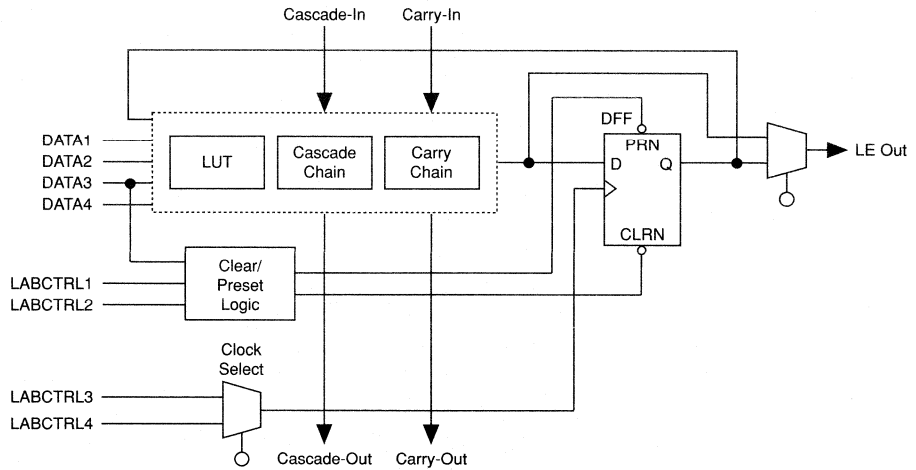 Cascade-In
Carry-In
DATA1
DATA2
DATA3
DATA4
LUT
Cascade
Chain
Carry
Chain
DFF
PRN
D
Q
CLRN
LE Out
LABCTRL1
LABCTRL2
Clear/
Preset
Logic
Clock
Select
LABCTRL3
LABCTRL4
Cascade-Out
Carry-Out